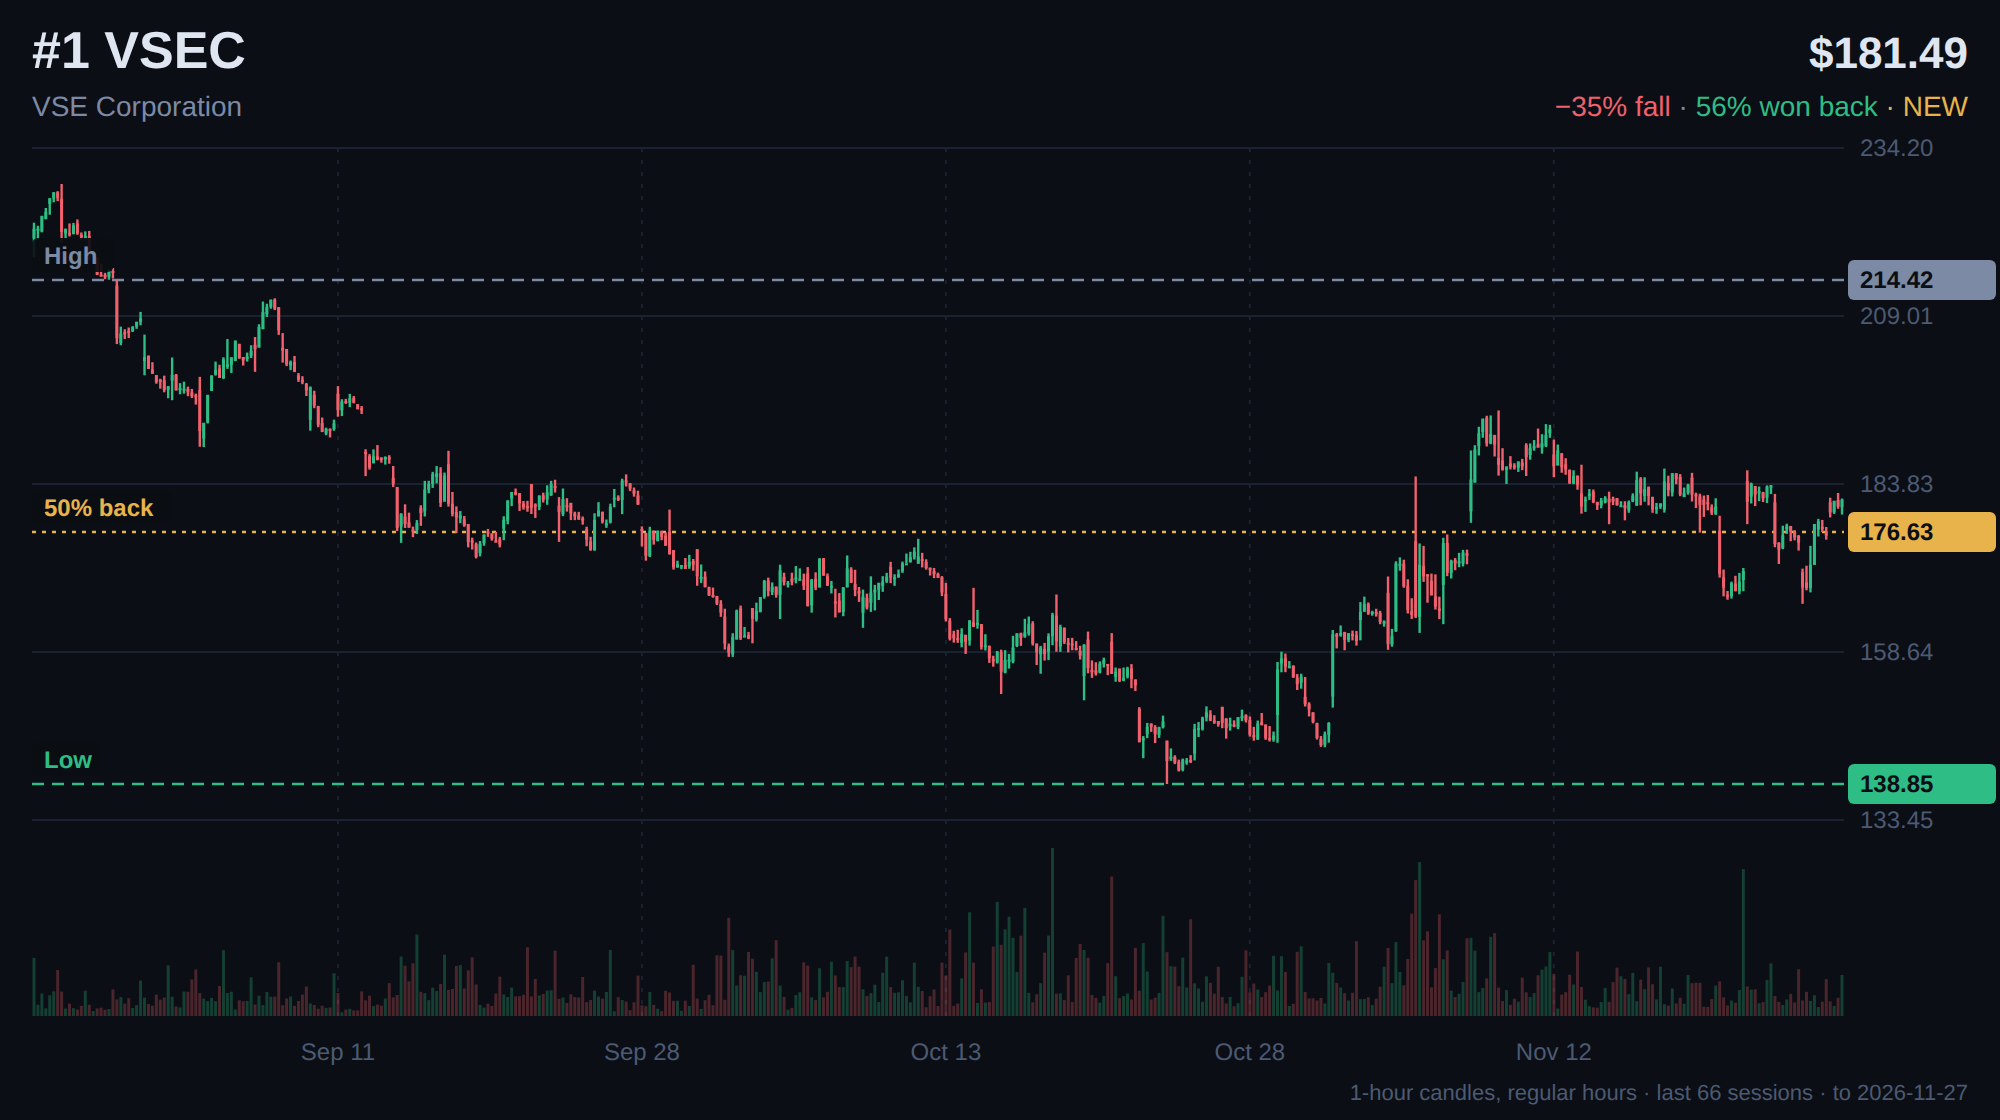 #1 VSEC
$181.49
VSE Corporation
−35% fall · 56% won back · NEW
234.20
High
214.42
209.01
183.83
50% back
176.63
158.64
Low
138.85
133.45
Sep 11
Sep 28
Oct 13
Oct 28
Nov 12
1-hour candles, regular hours · last 66 sessions · to 2026-11-27